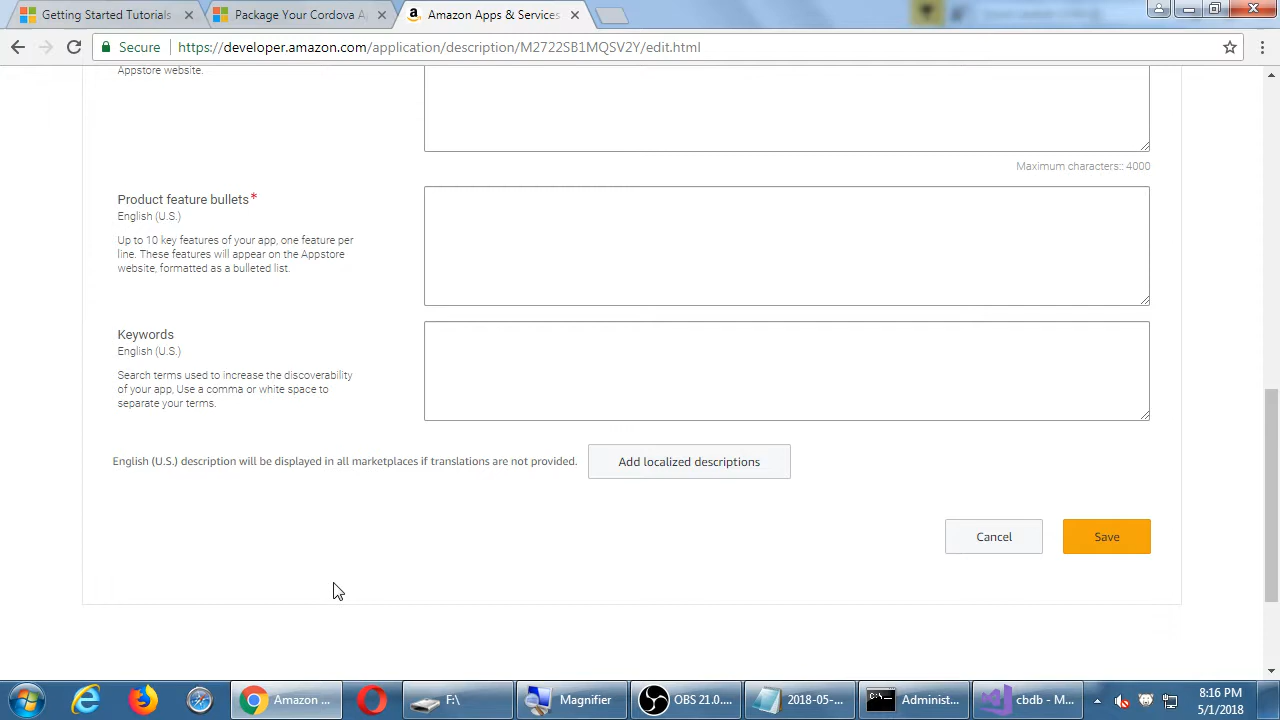 Getting Started Tutorials
Package Your Cordova A
Amazon Apps & Services
Secure
https://developer.amazon.com/application/description/M2722SB1MQSV2Y/edit.html
Appstore website.
Maximum characters:: 4000
Product feature bullets*
English (U.S.)
Up to 10 key features of your app, one feature per
line. These features will appear on the Appstore
website, formatted as a bulleted list.
Keywords
English (U.S.)
Search terms used to increase the discoverability
of your app, Use a comma or white space to
separate your terms.
English (U.S.) description will be displayed in all marketplaces if translations are not provided.
Add localized descriptions
Cancel
Save
Amazon ...
F:\
Magnifier
OBS 21.0....
2018-05-...
Administ...
cbdb - M...
8:16 PM
5/1/2018